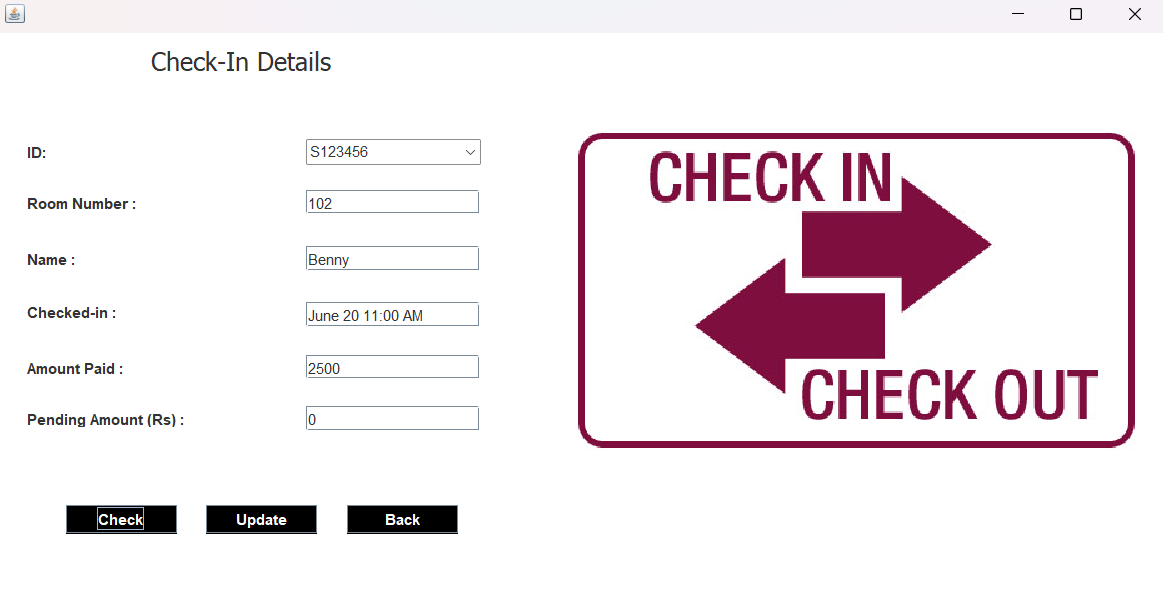 Check-In Details
ID: S123456
Room Number : 102
Name : Benny
Checked-in : June 20 11:00 AM
Amount Paid : 2500
Pending Amount (Rs) : 0
Check Update Back
CHECK IN
CHECK OUT